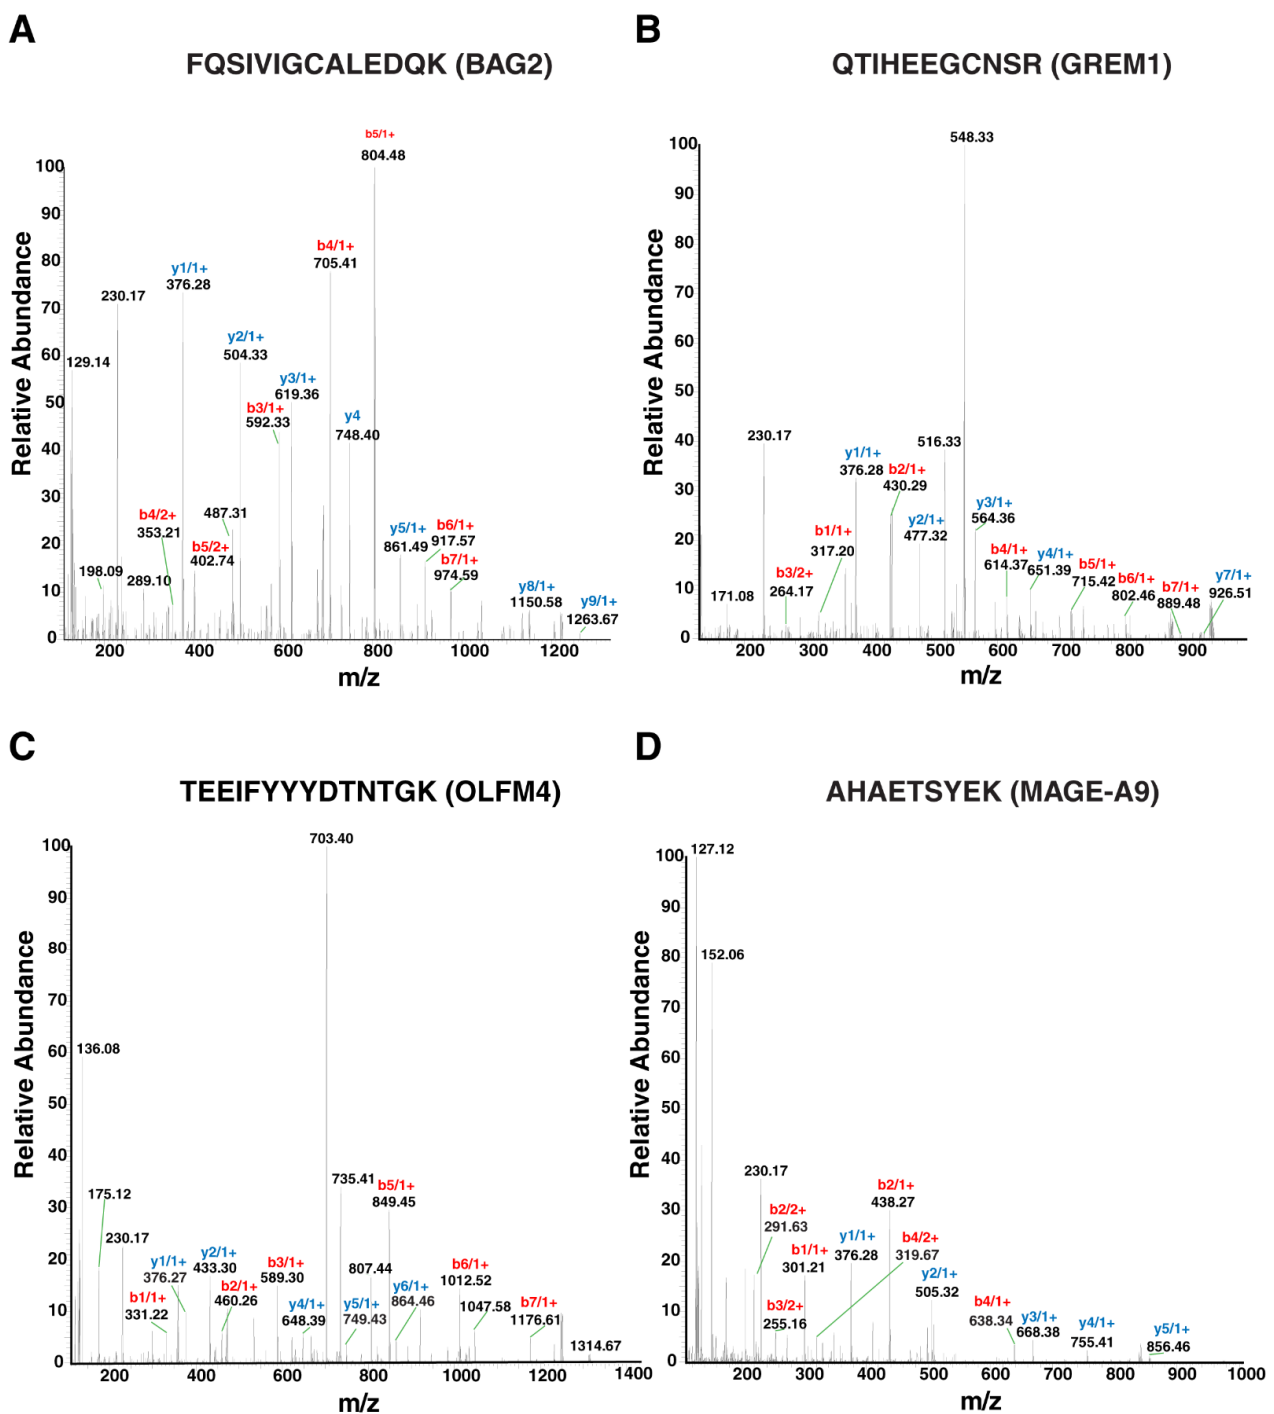 A
FQSIVIGCALEDQK (BAG2)
b5/1+
804.48
100
90
80
70
60
50
40
30
20
10
0
Relative Abundance
b4/1+
705.41
y1/1+
376.28
230.17
129.14
y2/1+
504.33
y3/1+
619.36
b3/1+
592.33
y4
748.40
b4/2+
353.21
487.31
b5/2+
402.74
198.09
289.10
y5/1+
861.49
b6/1+
917.57
b7/1+
974.59
y8/1+
1150.58
y9/1+
1263.67
200 400 600 800 1000 1200
m/z
B
QTIHEEGCNSR (GREM1)
548.33
100
90
80
70
60
50
40
30
20
10
0
Relative Abundance
230.17
516.33
y1/1+
376.28
b2/1+
430.29
b1/1+
317.20
y2/1+
477.32
y3/1+
564.36
b3/2+
264.17
171.08
b4/1+
614.37
y4/1+
651.39
b5/1+
715.42
b6/1+
802.46
b7/1+
889.48
y7/1+
926.51
200 300 400 500 600 700 800 900
m/z
C
TEEIFYYYDTNTGK (OLFM4)
703.40
100
90
80
70
60
50
40
30
20
10
0
Relative Abundance
136.08
175.12
230.17
735.41
b5/1+
849.45
y1/1+
376.27
y2/1+
433.30
b1/1+
331.22
b2/1+
460.26
b3/1+
589.30
y4/1+
648.39
807.44
y5/1+
749.43
y6/1+
864.46
b6/1+
1012.52
1047.58
b7/1+
1176.61
1314.67
200 400 600 800 1000 1200 1400
m/z
D
AHAETSYEK (MAGE-A9)
127.12
100
90
80
70
60
50
40
30
20
10
0
Relative Abundance
152.06
230.17
b2/2+
291.63
b2/1+
438.27
b1/1+
301.21
y1/1+
376.28
b4/2+
319.67
y2/1+
505.32
b3/2+
255.16
b4/1+
638.34
y3/1+
668.38
y4/1+
755.41
y5/1+
856.46
200 300 400 500 600 700 800 900 1000
m/z